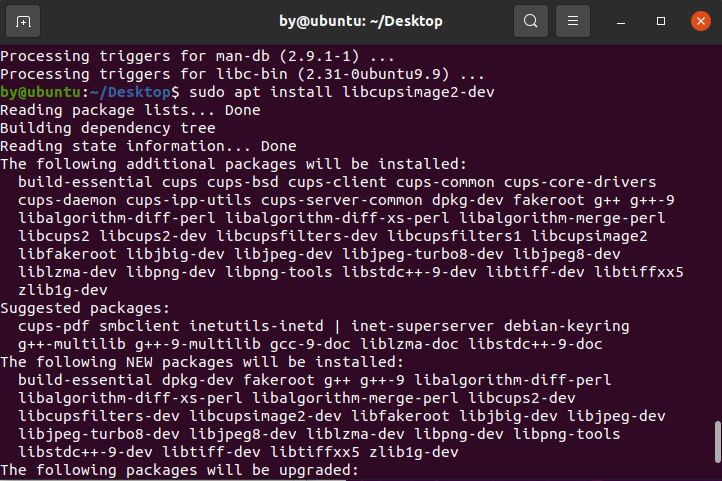 by@ubuntu: ~/Desktop
Processing triggers for man-db (2.9.1-1) ...
Processing triggers for libc-bin (2.31-0ubuntu9.9) ...
by@ubuntu:~/Desktop$ sudo apt install libcupsimage2-dev
Reading package lists... Done
Building dependency tree
Reading state information... Done
The following additional packages will be installed:
  build-essential cups cups-bsd cups-client cups-common cups-core-drivers
  cups-daemon cups-ipp-utils cups-server-common dpkg-dev fakeroot g++ g++-9
  libalgorithm-diff-perl libalgorithm-diff-xs-perl libalgorithm-merge-perl
  libcups2 libcups2-dev libcupsfilters-dev libcupsfilters1 libcupsimage2
  libfakeroot libjbig-dev libjpeg-dev libjpeg-turbo8-dev libjpeg8-dev
  liblzma-dev libpng-dev libpng-tools libstdc++-9-dev libtiff-dev libtiffxx5
  zlib1g-dev
Suggested packages:
  cups-pdf smbclient inetutils-inetd | inet-superserver debian-keyring
  g++-multilib g++-9-multilib gcc-9-doc liblzma-doc libstdc++-9-doc
The following NEW packages will be installed:
  build-essential dpkg-dev fakeroot g++ g++-9 libalgorithm-diff-perl
  libalgorithm-diff-xs-perl libalgorithm-merge-perl libcups2-dev
  libcupsfilters-dev libcupsimage2-dev libfakeroot libjbig-dev libjpeg-dev
  libjpeg-turbo8-dev libjpeg8-dev liblzma-dev libpng-dev libpng-tools
  libstdc++-9-dev libtiff-dev libtiffxx5 zlib1g-dev
The following packages will be upgraded: